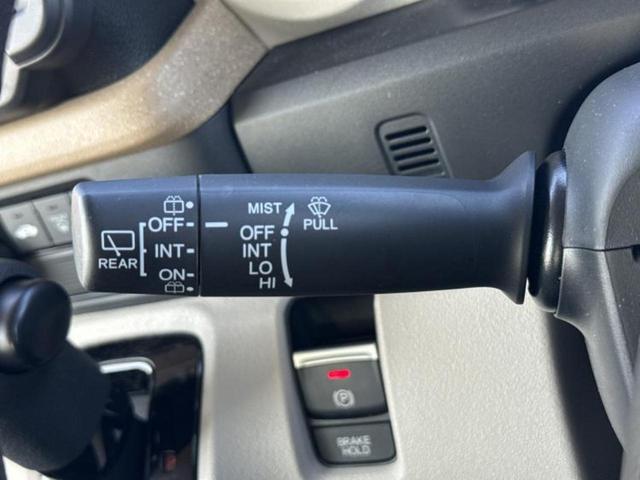 REAR
OFF
INT
ON
MIST
OFF
INT
LO
HI
PULL
P
BRAKE
HOLD